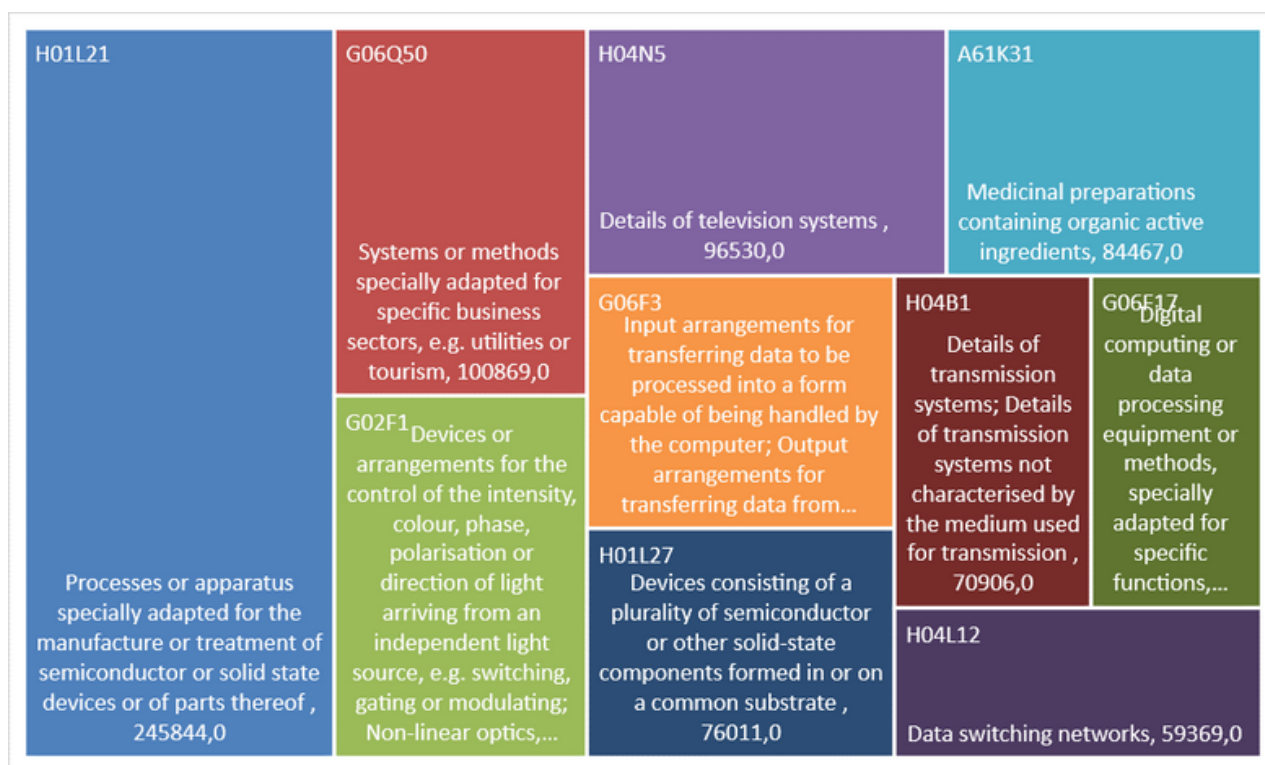 H01L21
Processes or apparatus
specially adapted for the
manufacture or treatment of
semiconductor or solid state
devices or of parts thereof ,
245844,0
G06Q50
Systems or methods
specially adapted for
specific business
sectors, e.g. utilities or
tourism, 100869,0
G02F1
Devices or
arrangements for the
control of the intensity,
colour, phase,
polarisation or
direction of light
arriving from an
independent light
source, e.g. switching,
gating or modulating;
Non-linear optics,...
H04N5
Details of television systems ,
96530,0
A61K31
Medicinal preparations
containing organic active
ingredients, 84467,0
G06F3
Input arrangements for
transferring data to be
processed into a form
capable of being handled by
the computer; Output
arrangements for
transferring data from...
H01L27
Devices consisting of a
plurality of semiconductor
or other solid-state
components formed in or on
a common substrate ,
76011,0
H04B1
Details of
transmission
systems; Details
of transmission
systems not
characterised by
the medium used
for transmission ,
70906,0
G06F17
Digital
computing or
data
processing
equipment or
methods,
specially
adapted for
specific
functions,...
H04L12
Data switching networks, 59369,0